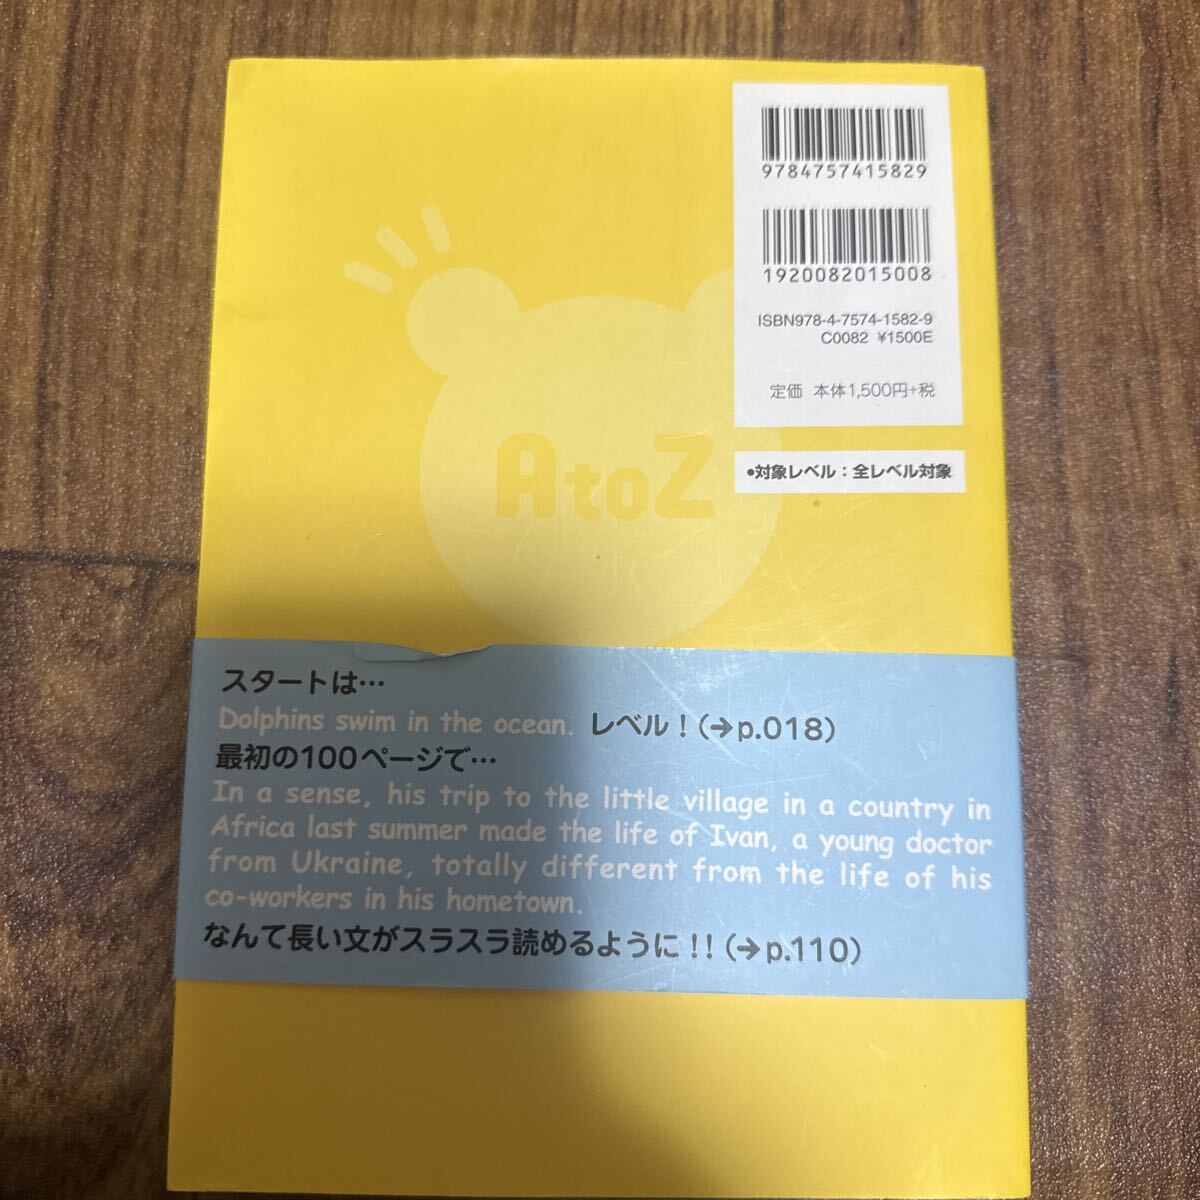 9784757415829
1920082015008
ISBN978-4-7574-1582-9
C0082 ¥1500E
定価 本体1,500円+税
•対象レベル：全レベル対象
AtoZ
スタートは…
Dolphins swim in the ocean. レベル！(→p.018)
最初の100ページで…
In a sense, his trip to the little village in a country in
Africa last summer made the life of Ivan, a young doctor
from Ukraine, totally different from the life of his
co-workers in his hometown.
なんて長い文がスラスラ読めるように！！(→p.110)